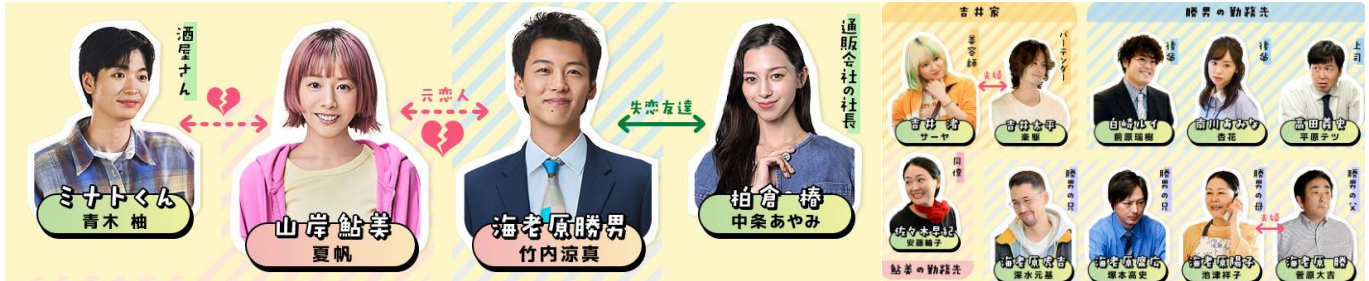 酒屋さん
ミナトくん
青木 柚
山岸鮎美
夏帆
元恋人
海老原勝男
竹内涼真
失恋友達
通販会社の社長
柏倉 椿
中条あやみ
吉井家
美容師
吉井 渚
サーヤ
夫婦
バーテンダー
吉井太平
楽駆
勝男の勤務先
後輩
白崎ルイ
前原瑞樹
後輩
南川あみな
杏花
上司
高田義史
平原テツ
同僚
佐々木早紀
安藤輪子
鮎美の勤務先
勝男の兄
海老原虎吉
深水元基
勝男の兄
海老原鷹広
塚本高史
勝男の母
海老原陽子
池津祥子
夫婦
勝男の父
海老原 勝
菅原大吉